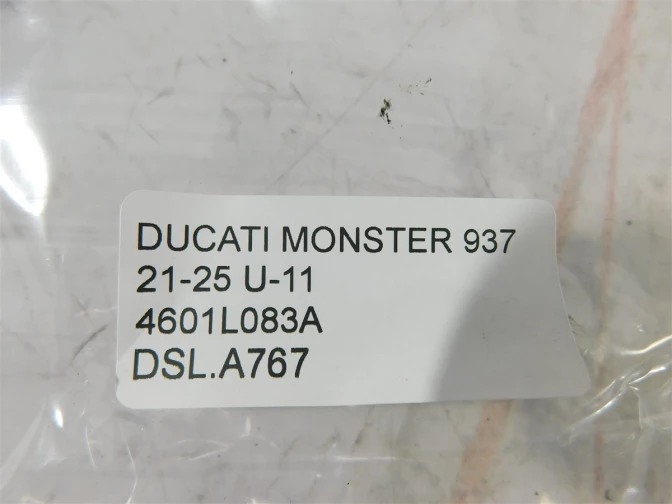 DUCATI MONSTER 937
21-25 U-11
4601L083A
DSL.A767